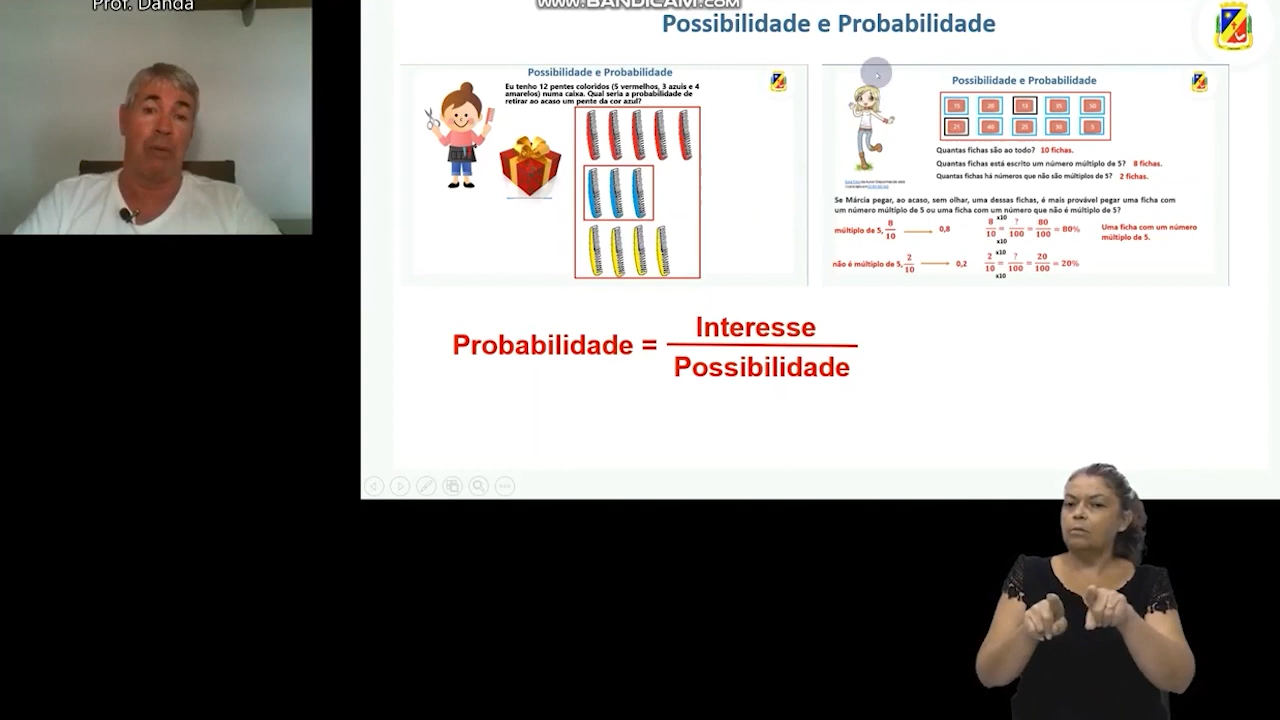 Prof. Danda
www.BANDICAM.com
Possibilidade e Probabilidade
Possibilidade e Probabilidade
Eu tenho 12 pentes coloridos (5 vermelhos, 3 azuis e 4
amarelos) numa caixa. Qual seria a probabilidade de
retirar ao acaso um pente da cor azul?
Possibilidade e Probabilidade
15 20 13 35 50
21 40 25 30 5
Quantas fichas são ao todo? 10 fichas.
Quantas fichas está escrito um número múltiplo de 5? 8 fichas.
Quantas fichas há números que não são múltiplos de 5? 2 fichas.
Se Márcia pegar, ao acaso, sem olhar, uma dessas fichas, é mais provável pegar uma ficha com
um número múltiplo de 5 ou uma ficha com um número que não é múltiplo de 5?
múltiplo de 5, 8/10 0,8 8/10 = ?/100 = 80/100 = 80%
x10
x10
Uma ficha com um número
múltiplo de 5.
não é múltiplo de 5, 2/10 0,2 2/10 = ?/100 = 20/100 = 20%
x10
x10
Probabilidade = Interesse
Possibilidade